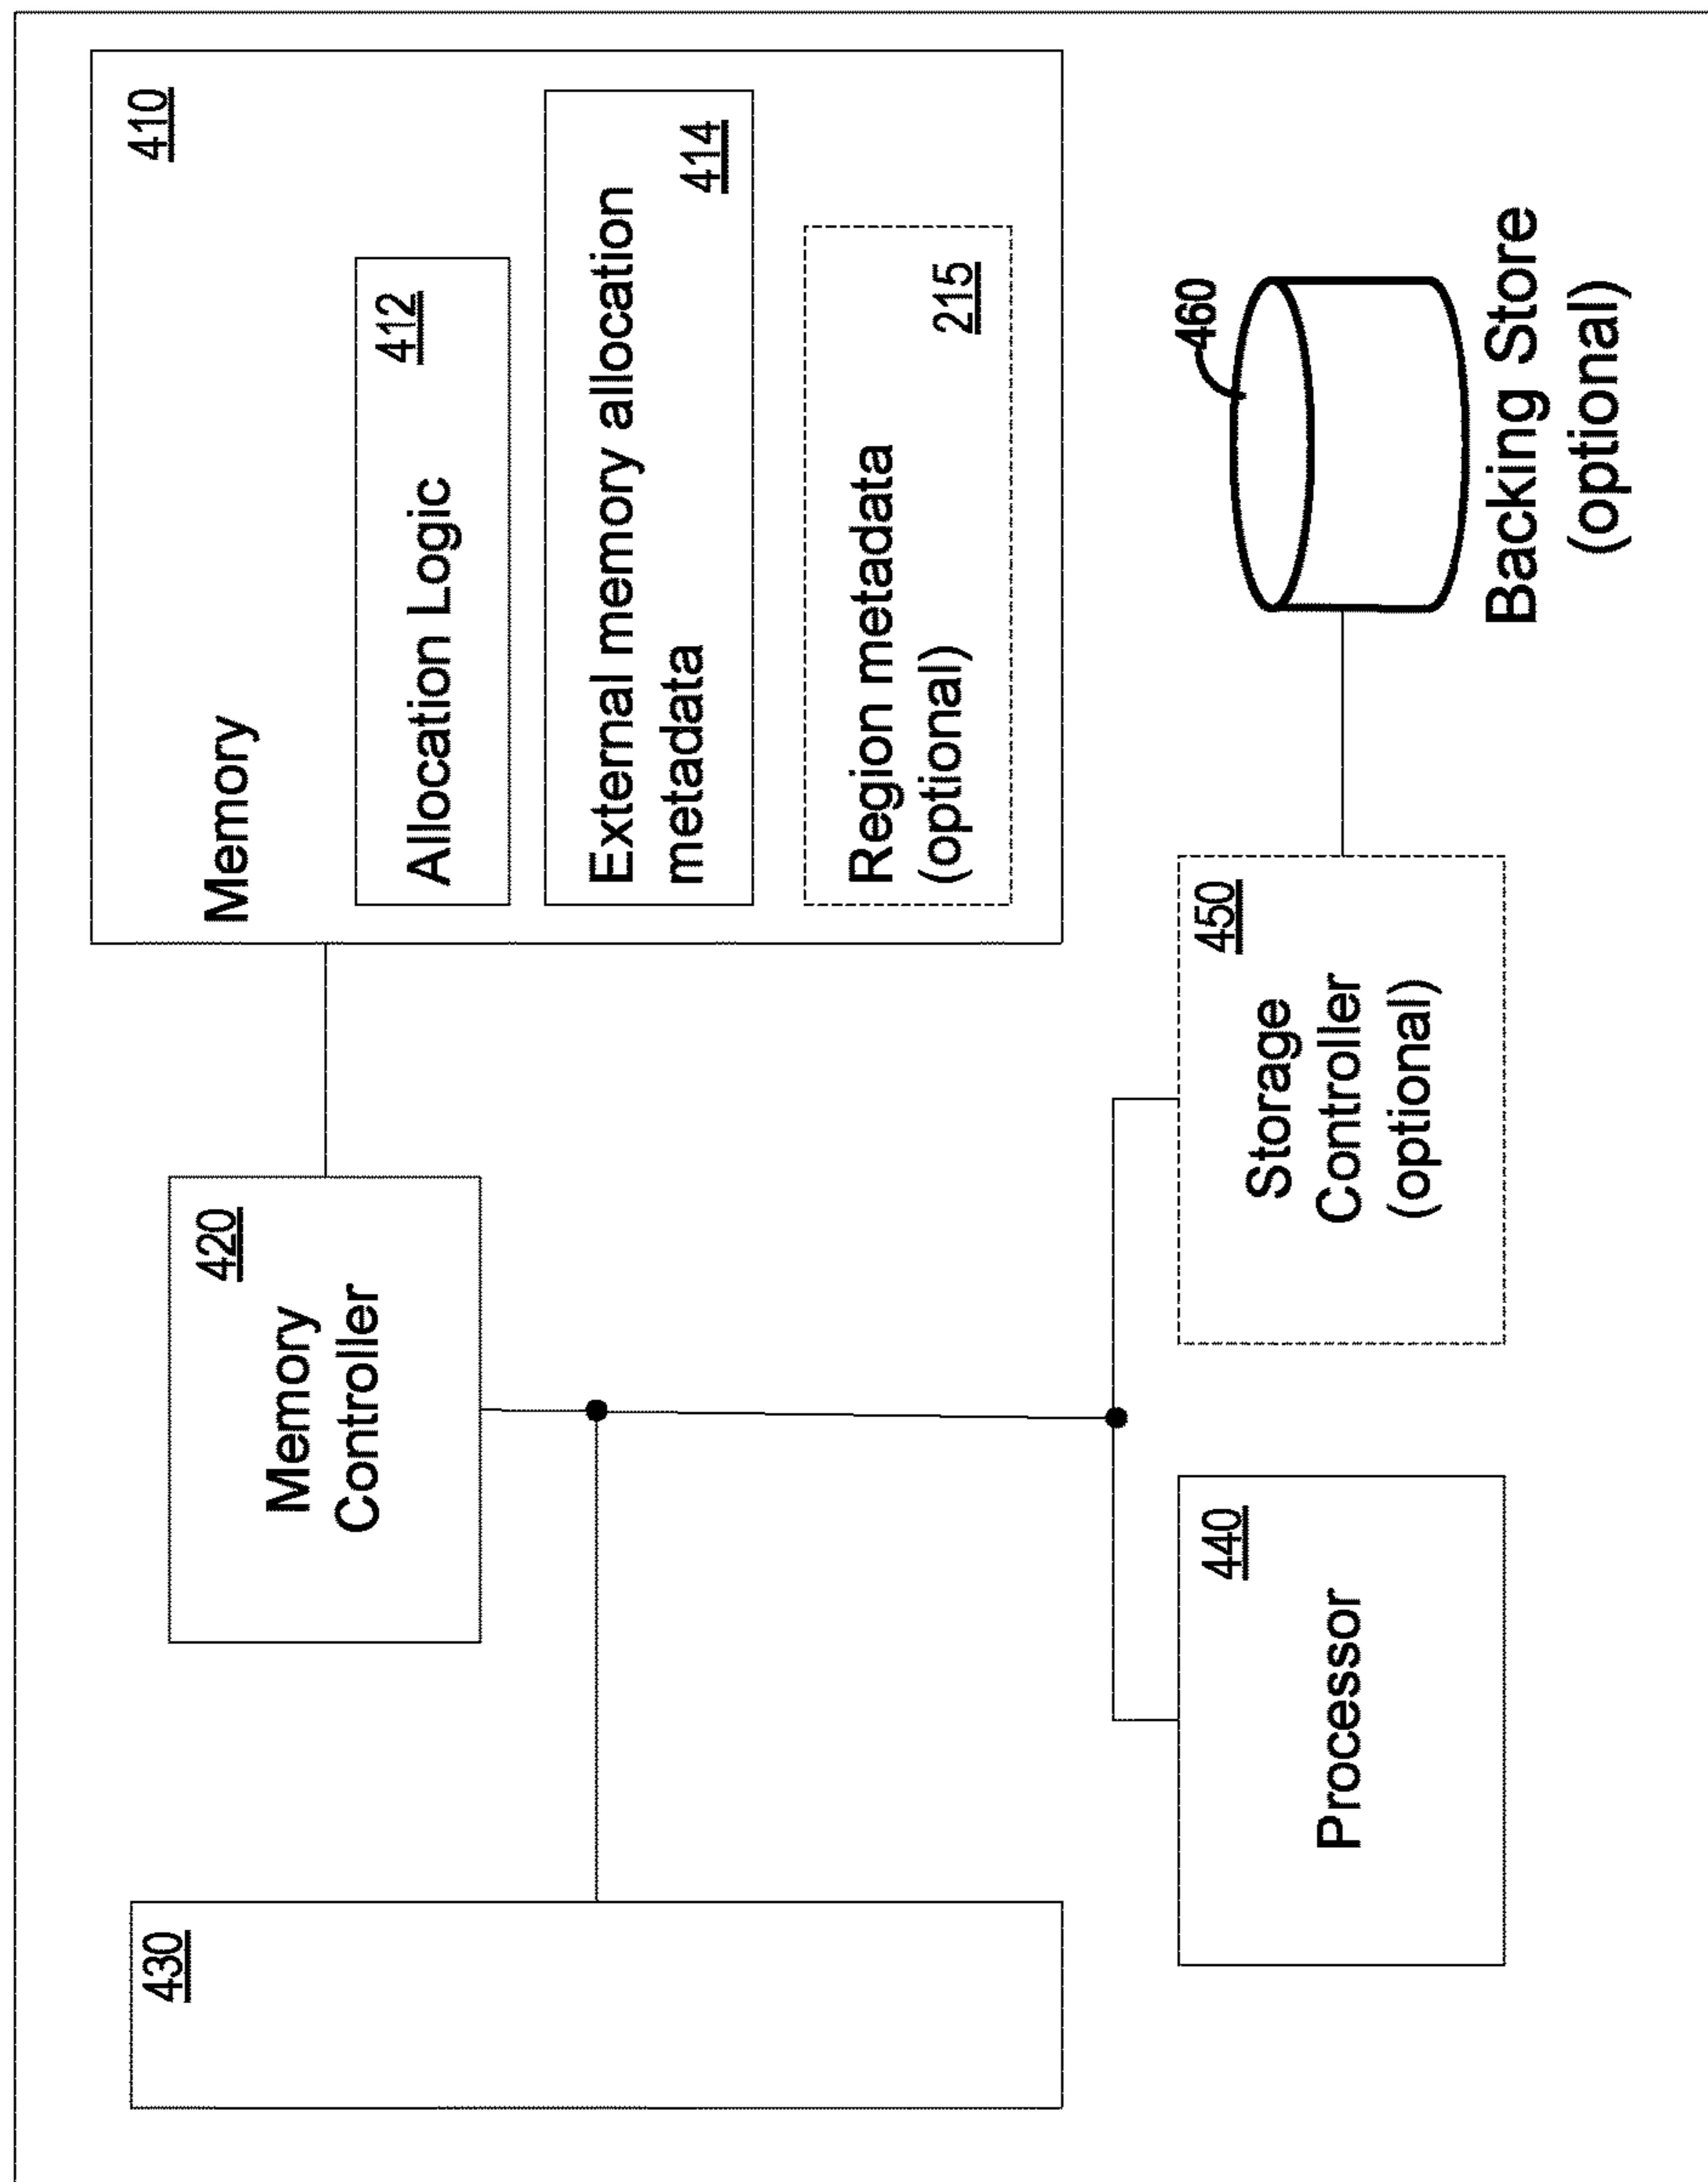 430
420
Memory
Controller
Memory
410
Allocation Logic
412
External memory allocation
metadata
414
Region metadata
(optional)
215
440
Processor
450
Storage
Controller
(optional)
460
Backing Store
(optional)